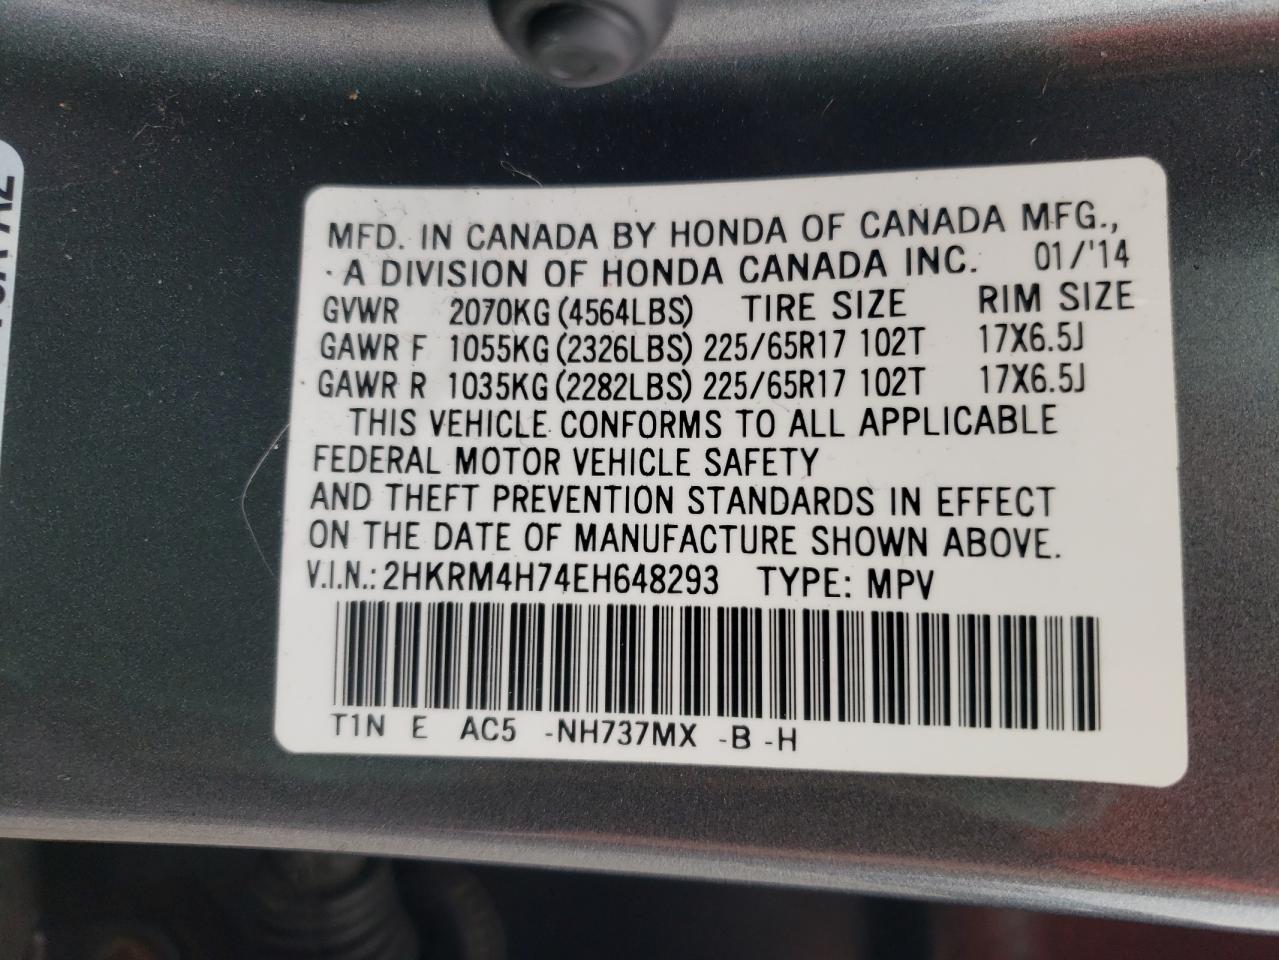 MFD. IN CANADA BY HONDA OF CANADA MFG.,
A DIVISION OF HONDA CANADA INC. 01/'14
GVWR 2070KG (4564LBS) TIRE SIZE RIM SIZE
GAWR F 1055KG (2326LBS) 225/65R17 102T 17X6.5J
GAWR R 1035KG (2282LBS) 225/65R17 102T 17X6.5J
THIS VEHICLE CONFORMS TO ALL APPLICABLE
FEDERAL MOTOR VEHICLE SAFETY
AND THEFT PREVENTION STANDARDS IN EFFECT
ON THE DATE OF MANUFACTURE SHOWN ABOVE.
V.I.N.: 2HKRM4H74EH648293 TYPE: MPV
T1N E AC5 -NH737MX -B -H